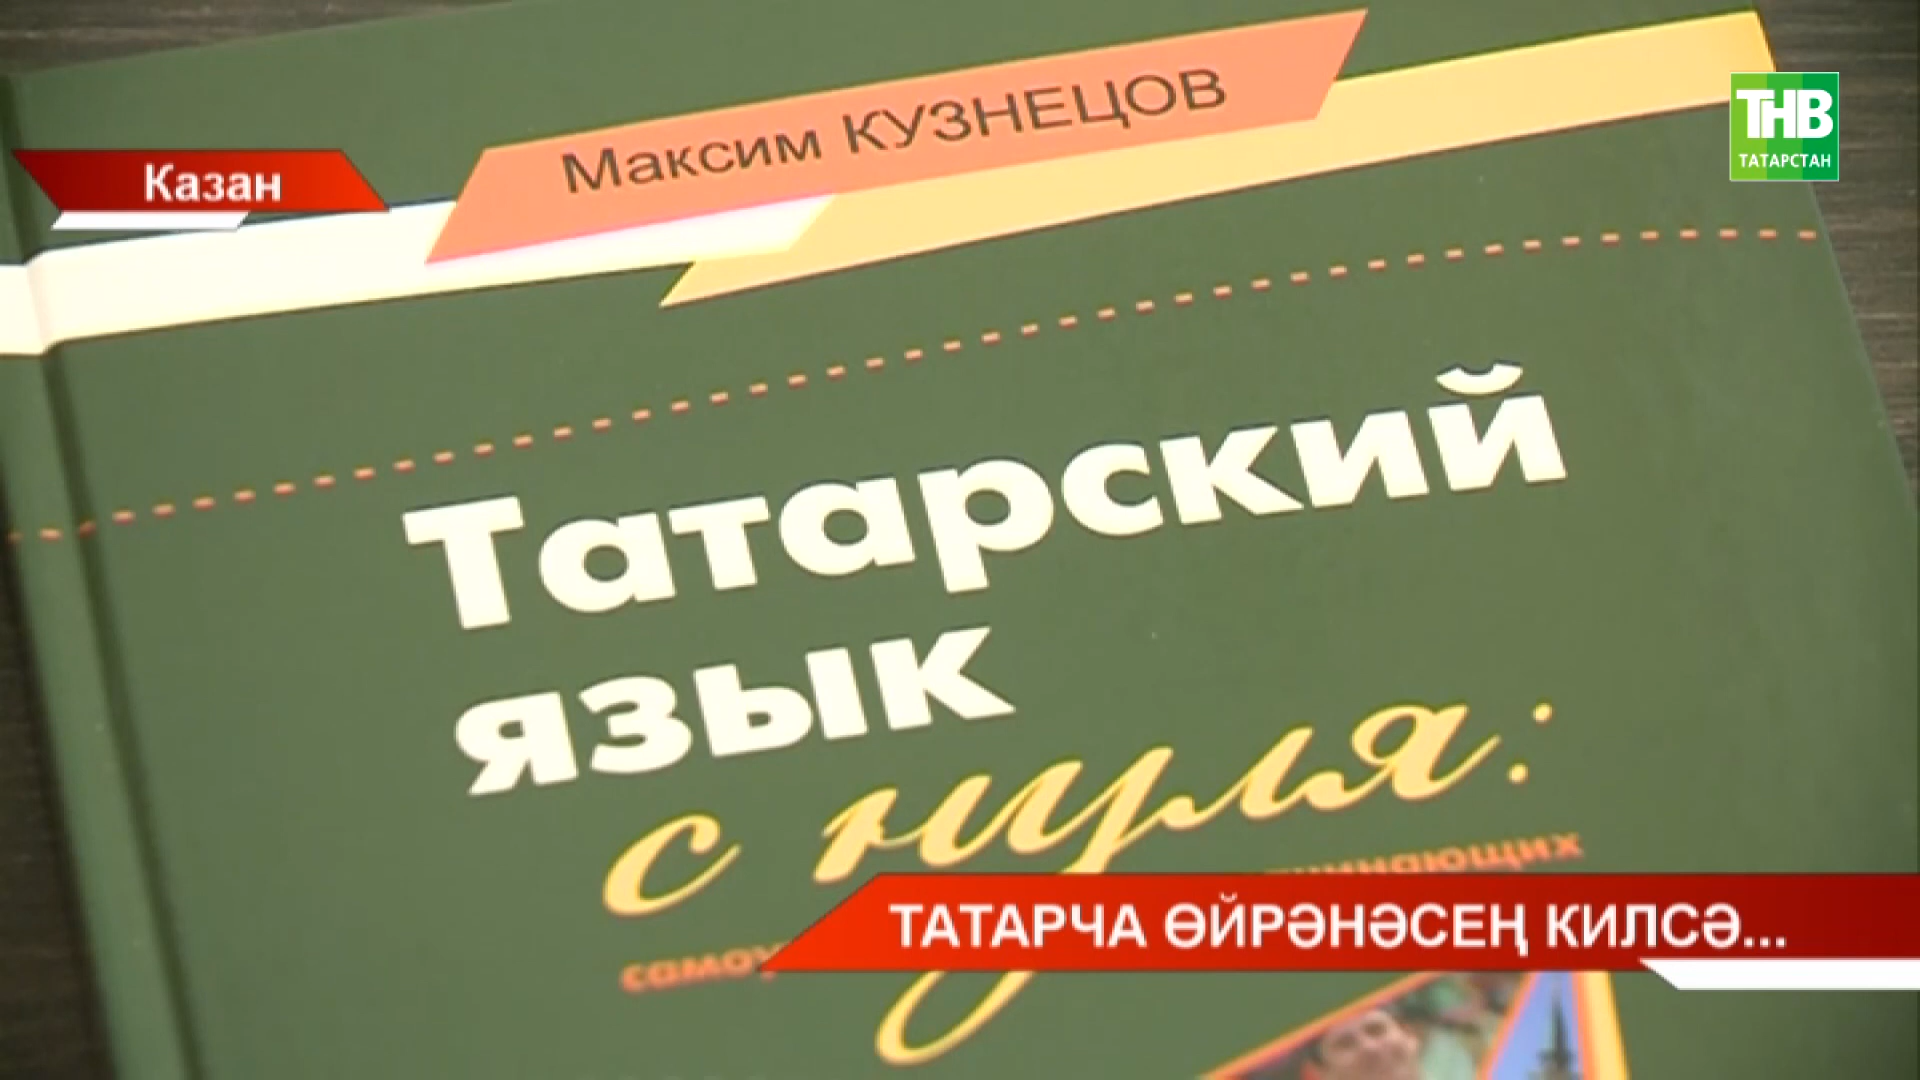 Максим КУЗНЕЦОВ
ТНВ
ТАТАРСТАН
Казан
Татарский
язык
с нуля:
ТАТАРЧА ӨЙРӘНӘСЕҢ КИЛСӘ...